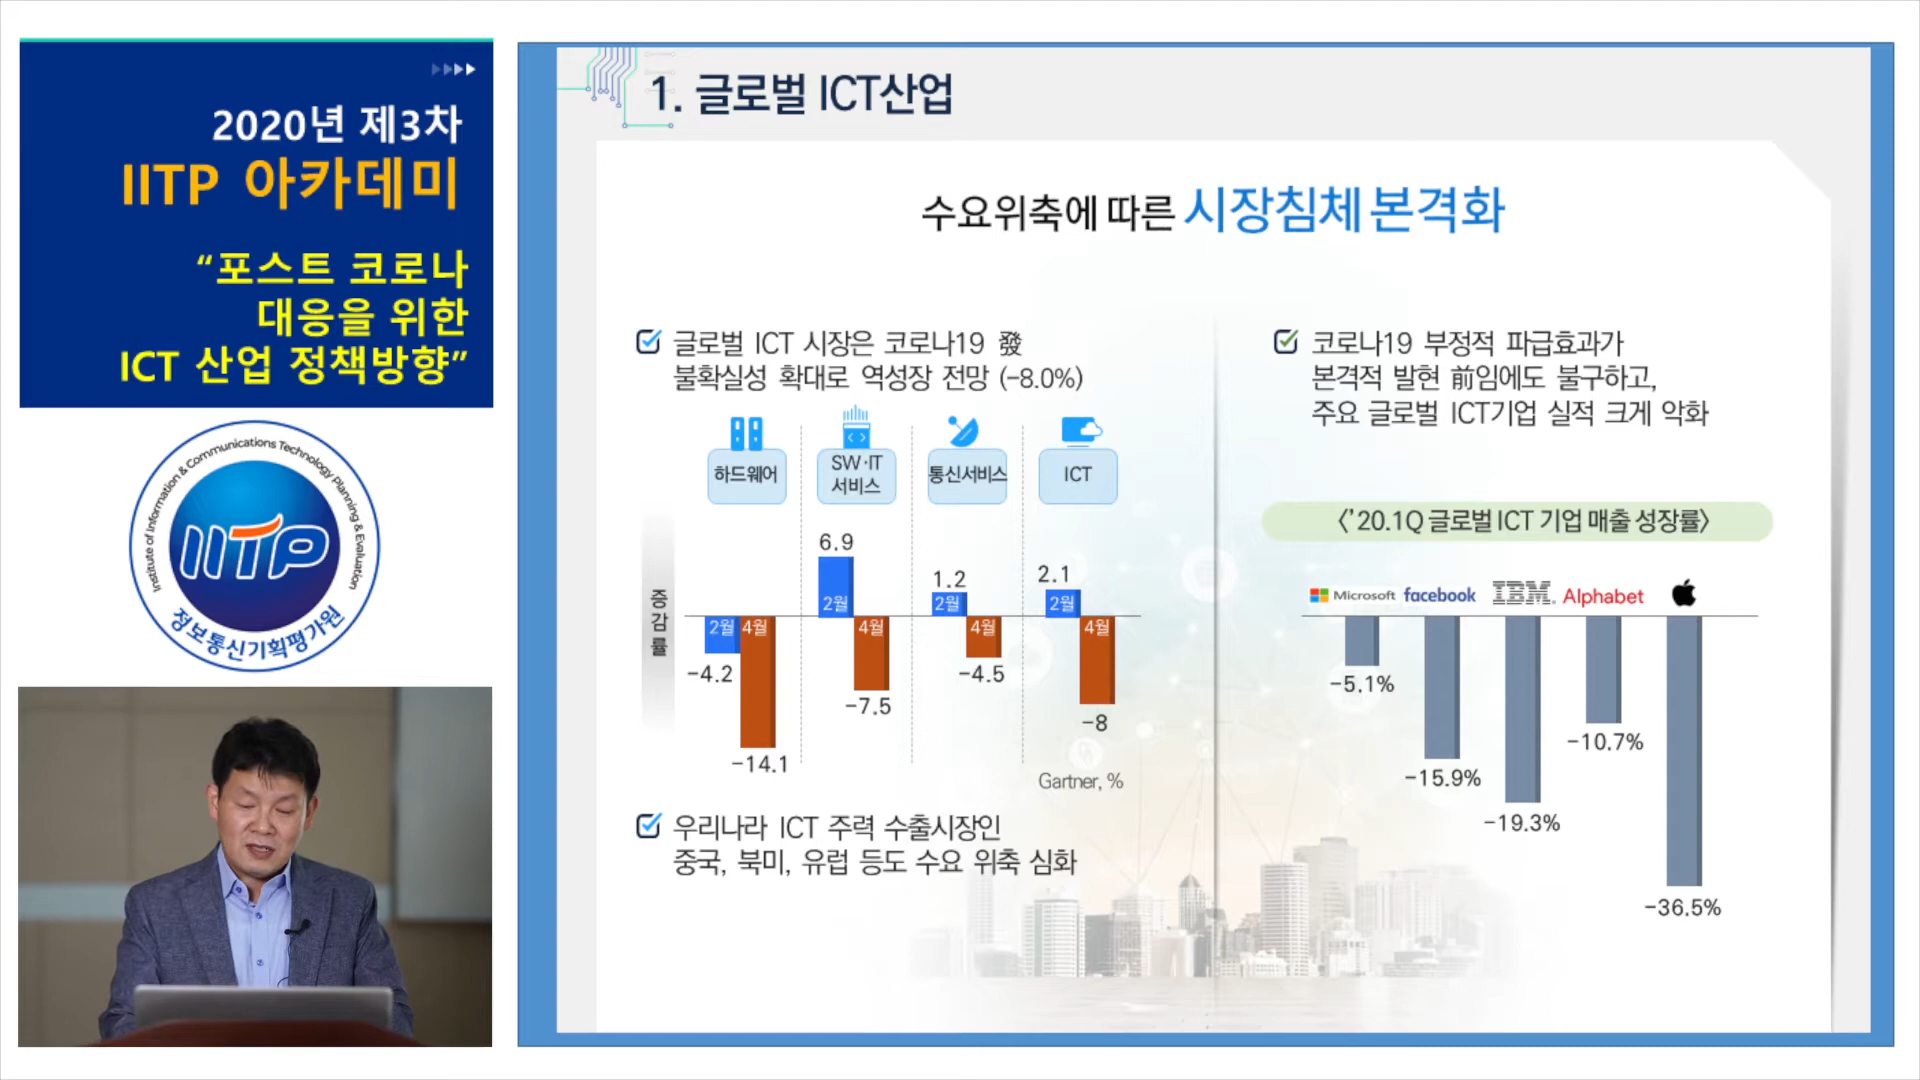 2020년 제3차
IITP 아카데미
“포스트 코로나
대응을 위한
ICT 산업 정책방향”
Institute of Information & Communications Technology Planning & Evaluation
IITP
정보통신기획평가원
1. 글로벌 ICT산업
수요위축에 따른 시장침체 본격화
글로벌 ICT 시장은 코로나19 發
불확실성 확대로 역성장 전망 (-8.0%)
하드웨어
SW·IT
서비스
통신서비스
ICT
증감률
6.9
1.2
2.1
2월
2월
2월
2월
4월
4월
4월
4월
-4.2
-14.1
-7.5
-4.5
-8
Gartner, %
우리나라 ICT 주력 수출시장인
중국, 북미, 유럽 등도 수요 위축 심화
코로나19 부정적 파급효과가
본격적 발현 前임에도 불구하고,
주요 글로벌 ICT기업 실적 크게 악화
〈’20.1Q 글로벌 ICT 기업 매출 성장률〉
Microsoft facebook IBM. Alphabet
-5.1%
-15.9%
-19.3%
-10.7%
-36.5%